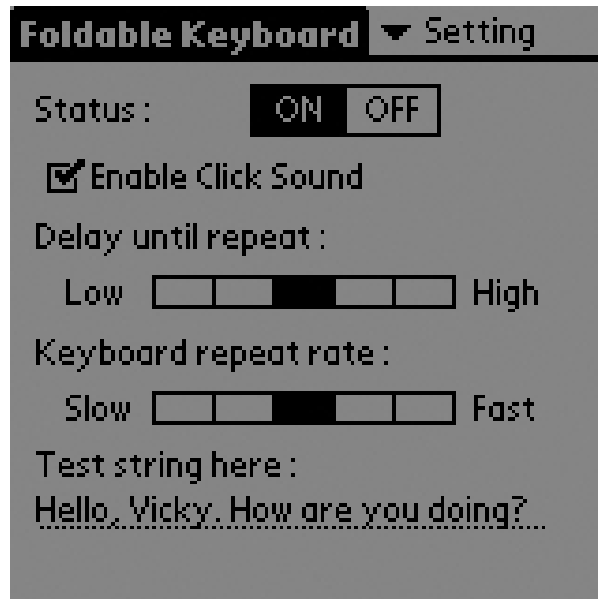 Foldable Keyboard Setting
Status : ON OFF
Enable Click Sound
Delay until repeat :
Low High
Keyboard repeat rate :
Slow Fast
Test string here :
Hello, Vicky. How are you doing?